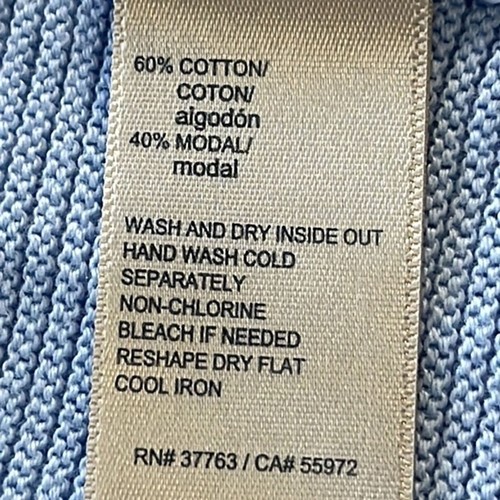 60% COTTON/
COTON/
algodón
40% MODAL/
modal
WASH AND DRY INSIDE OUT
HAND WASH COLD
SEPARATELY
NON-CHLORINE
BLEACH IF NEEDED
RESHAPE DRY FLAT
COOL IRON
RN# 37763 / CA# 55972